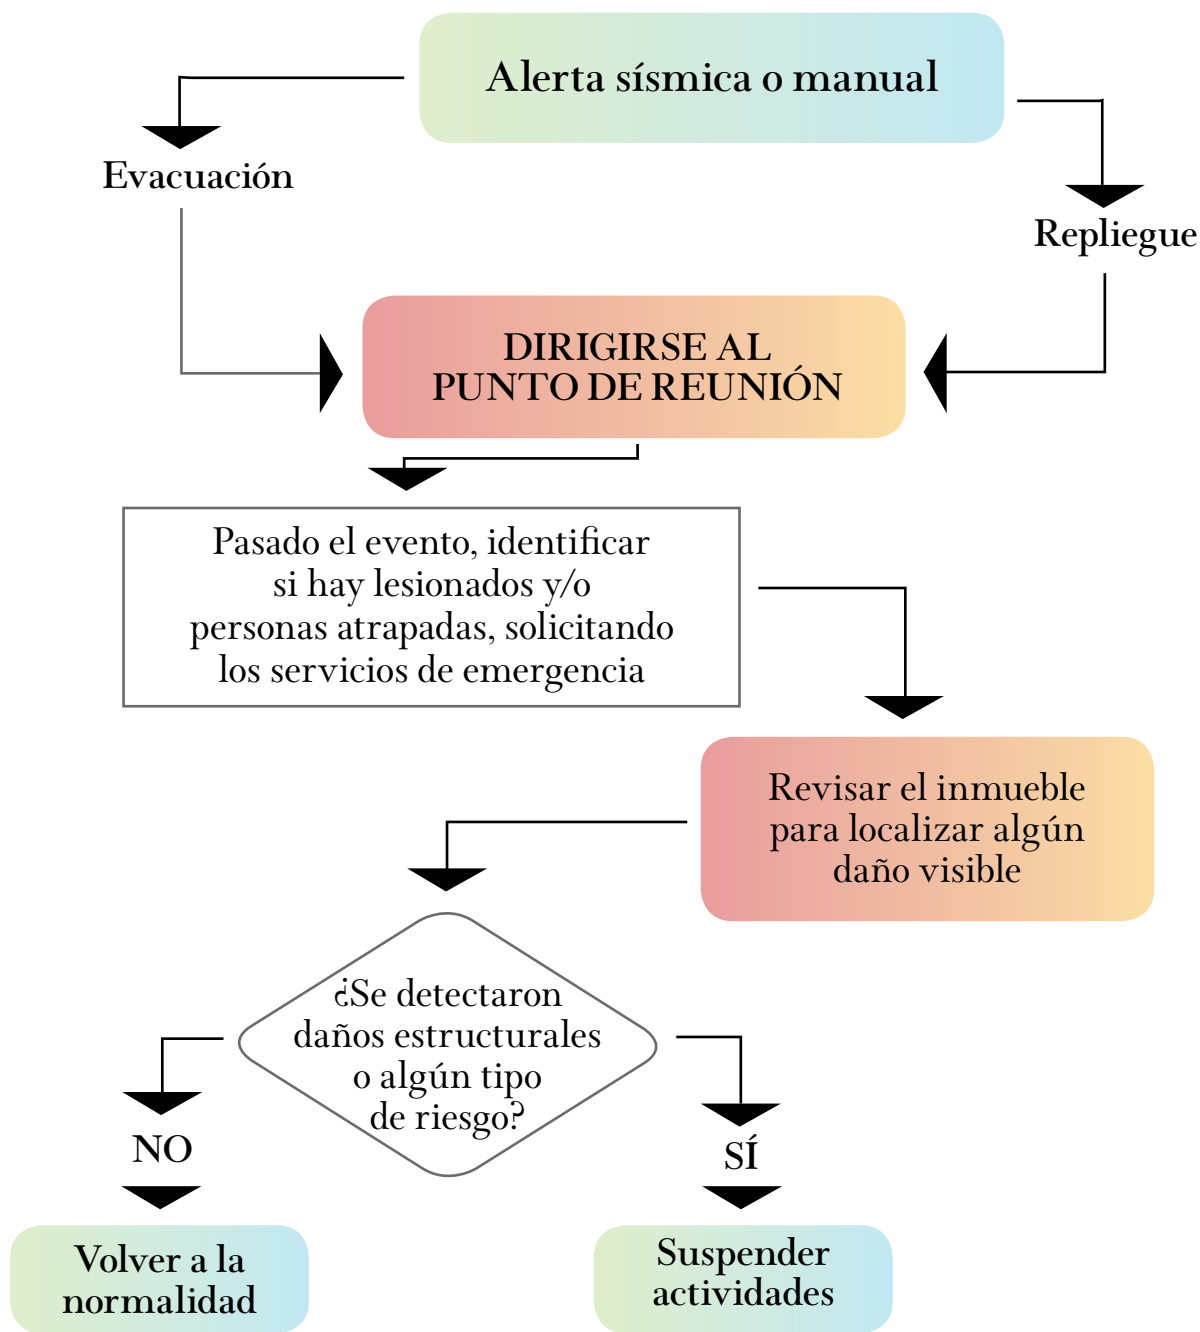 Alerta sísmica o manual
Evacuación
Repliegue
DIRIGIRSE AL
PUNTO DE REUNIÓN
Pasado el evento, identificar
si hay lesionados y/o
personas atrapadas, solicitando
los servicios de emergencia
Revisar el inmueble
para localizar algún
daño visible
¿Se detectaron
daños estructurales
o algún tipo
de riesgo?
NO
SÍ
Volver a la
normalidad
Suspender
actividades